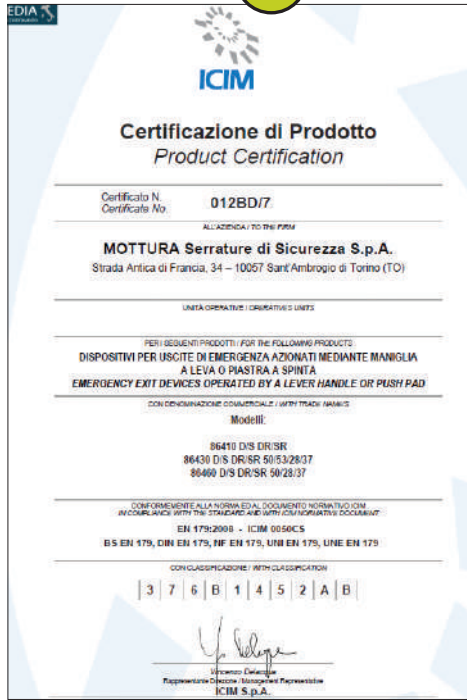 EDIA
ICIM
Certificazione di Prodotto
Product Certification
Certificato N.
Certificate No.
012BD/7
ALL'AZIENDA / TO THE FIRM
MOTTURA Serrature di Sicurezza S.p.A.
Strada Antica di Francia, 34 – 10057 Sant'Ambrogio di Torino (TO)
UNITÀ OPERATIVE / OPERATIVE'S UNITS
PER I SEGUENTI PRODOTTI / FOR THE FOLLOWING PRODUCTS
DISPOSITIVI PER USCITE DI EMERGENZA AZIONATI MEDIANTE MANIGLIA
A LEVA O PIASTRA A SPINTA
EMERGENCY EXIT DEVICES OPERATED BY A LEVER HANDLE OR PUSH PAD
CON DENOMINAZIONE COMMERCIALE / WITH TRADE NAMES
Modelli:
86410 D/S DR/SR
86430 D/S DR/SR 50/53/28/37
86460 D/S DR/SR 50/28/37
CONFORMEMENTE ALLA NORMA ED AL DOCUMENTO NORMATIVO ICIM
IN COMPLIANCE WITH THE STANDARD AND WITH ICIM NORMATIVE DOCUMENT
EN 179:2008 - ICIM 0050CS
BS EN 179, DIN EN 179, NF EN 179, UNI EN 179, UNE EN 179
CON CLASSIFICAZIONE / WITH CLASSIFICATION
| 3 | 7 | 6 | B | 1 | 4 | 5 | 2 | A | B |
Vincenzo Delacqua
Rappresentante Direzione / Management Representative
ICIM S.p.A.